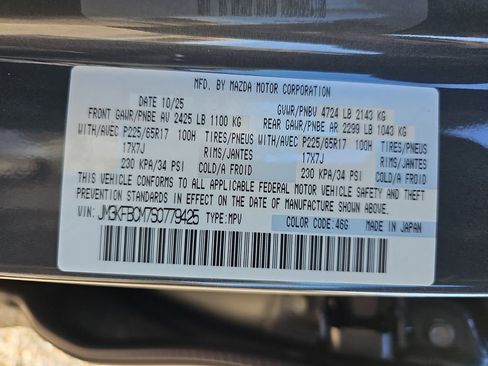 MFD. BY MAZDA MOTOR CORPORATION
DATE 10/25 GVWR/PNBV 4724 LB 2143 KG
FRONT GAWR/PNBE AV 2425 LB 1100 KG REAR GAWR/PNBE AR 2299 LB 1043 KG
WITH/AVEC P225/65R17 100H TIRES/PNEUS WITH/AVEC P225/65R17 100H TIRES/PNEUS
17X7J RIMS/JANTES 17X7J RIMS/JANTES
230 KPA/34 PSI COLD/A FROID 230 KPA/34 PSI COLD/A FROID
THIS VEHICLE CONFORMS TO ALL APPLICABLE FEDERAL MOTOR VEHICLE SAFETY AND THEFT
PREVENTION STANDARDS IN EFFECT ON THE DATE OF MANUFACTURE SHOWN ABOVE.
VIN: JM3KFBCM7S0779425 TYPE: MPV COLOR CODE: 46G MADE IN JAPAN